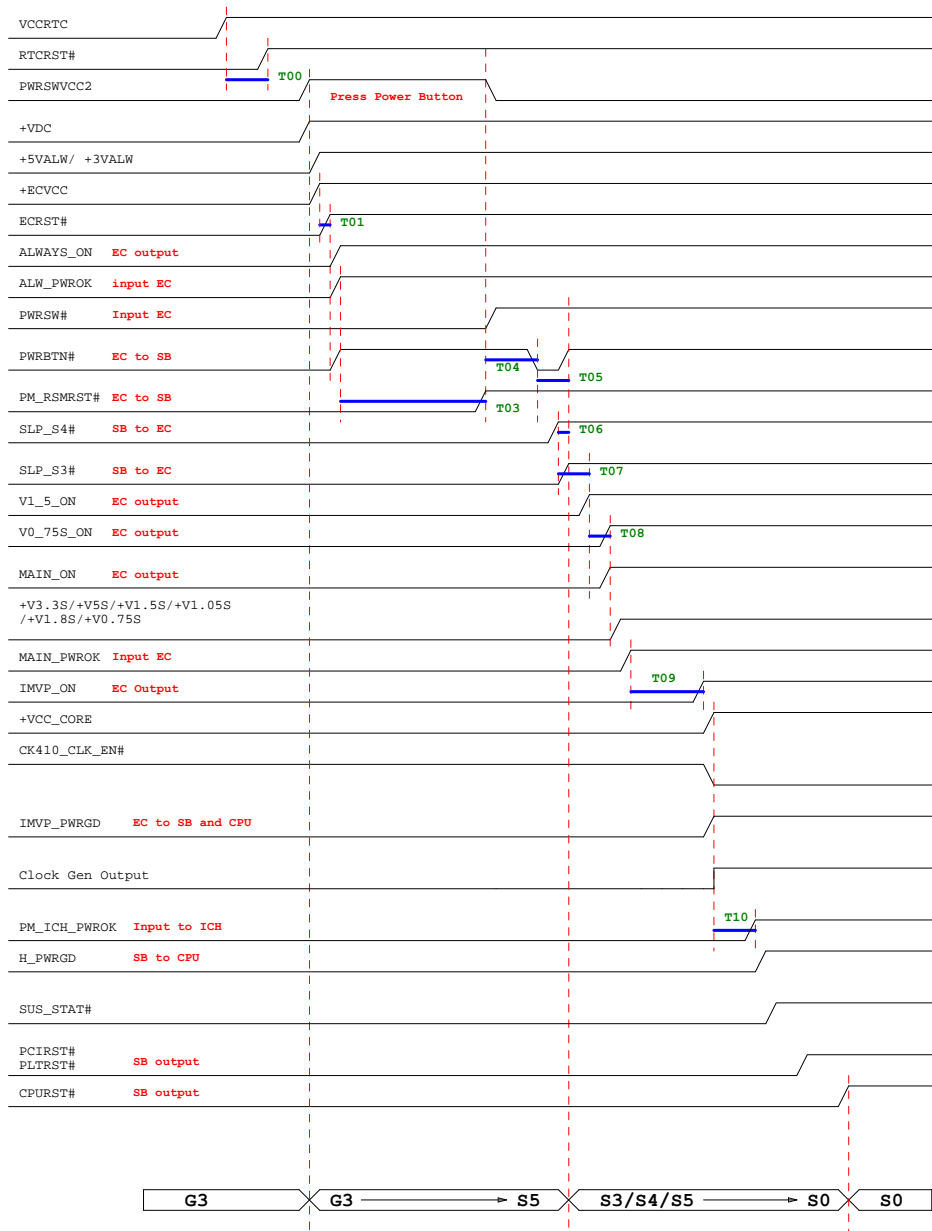 VCCRTC
RTCRST#
T00
PWRSWVCC2
Press Power Button
+VDC
+5VALW/ +3VALW
+ECVCC
ECRST#
T01
ALWAYS_ON EC output
ALW_PWROK input EC
PWRSW# Input EC
PWRBTN# EC to SB
T04
T05
PM_RSMRST# EC to SB
T03
SLP_S4# SB to EC
T06
SLP_S3# SB to EC
T07
V1_5_ON EC output
V0_75S_ON EC output
T08
MAIN_ON EC output
+V3.3S/+V5S/+V1.5S/+V1.05S
/+V1.8S/+V0.75S
MAIN_PWROK Input EC
T09
IMVP_ON EC Output
+VCC_CORE
CK410_CLK_EN#
IMVP_PWRGD EC to SB and CPU
Clock Gen Output
T10
PM_ICH_PWROK Input to ICH
H_PWRGD SB to CPU
SUS_STAT#
PCIRST#
PLTRST# SB output
CPURST# SB output
G3 G3 S5 S3/S4/S5 S0 S0